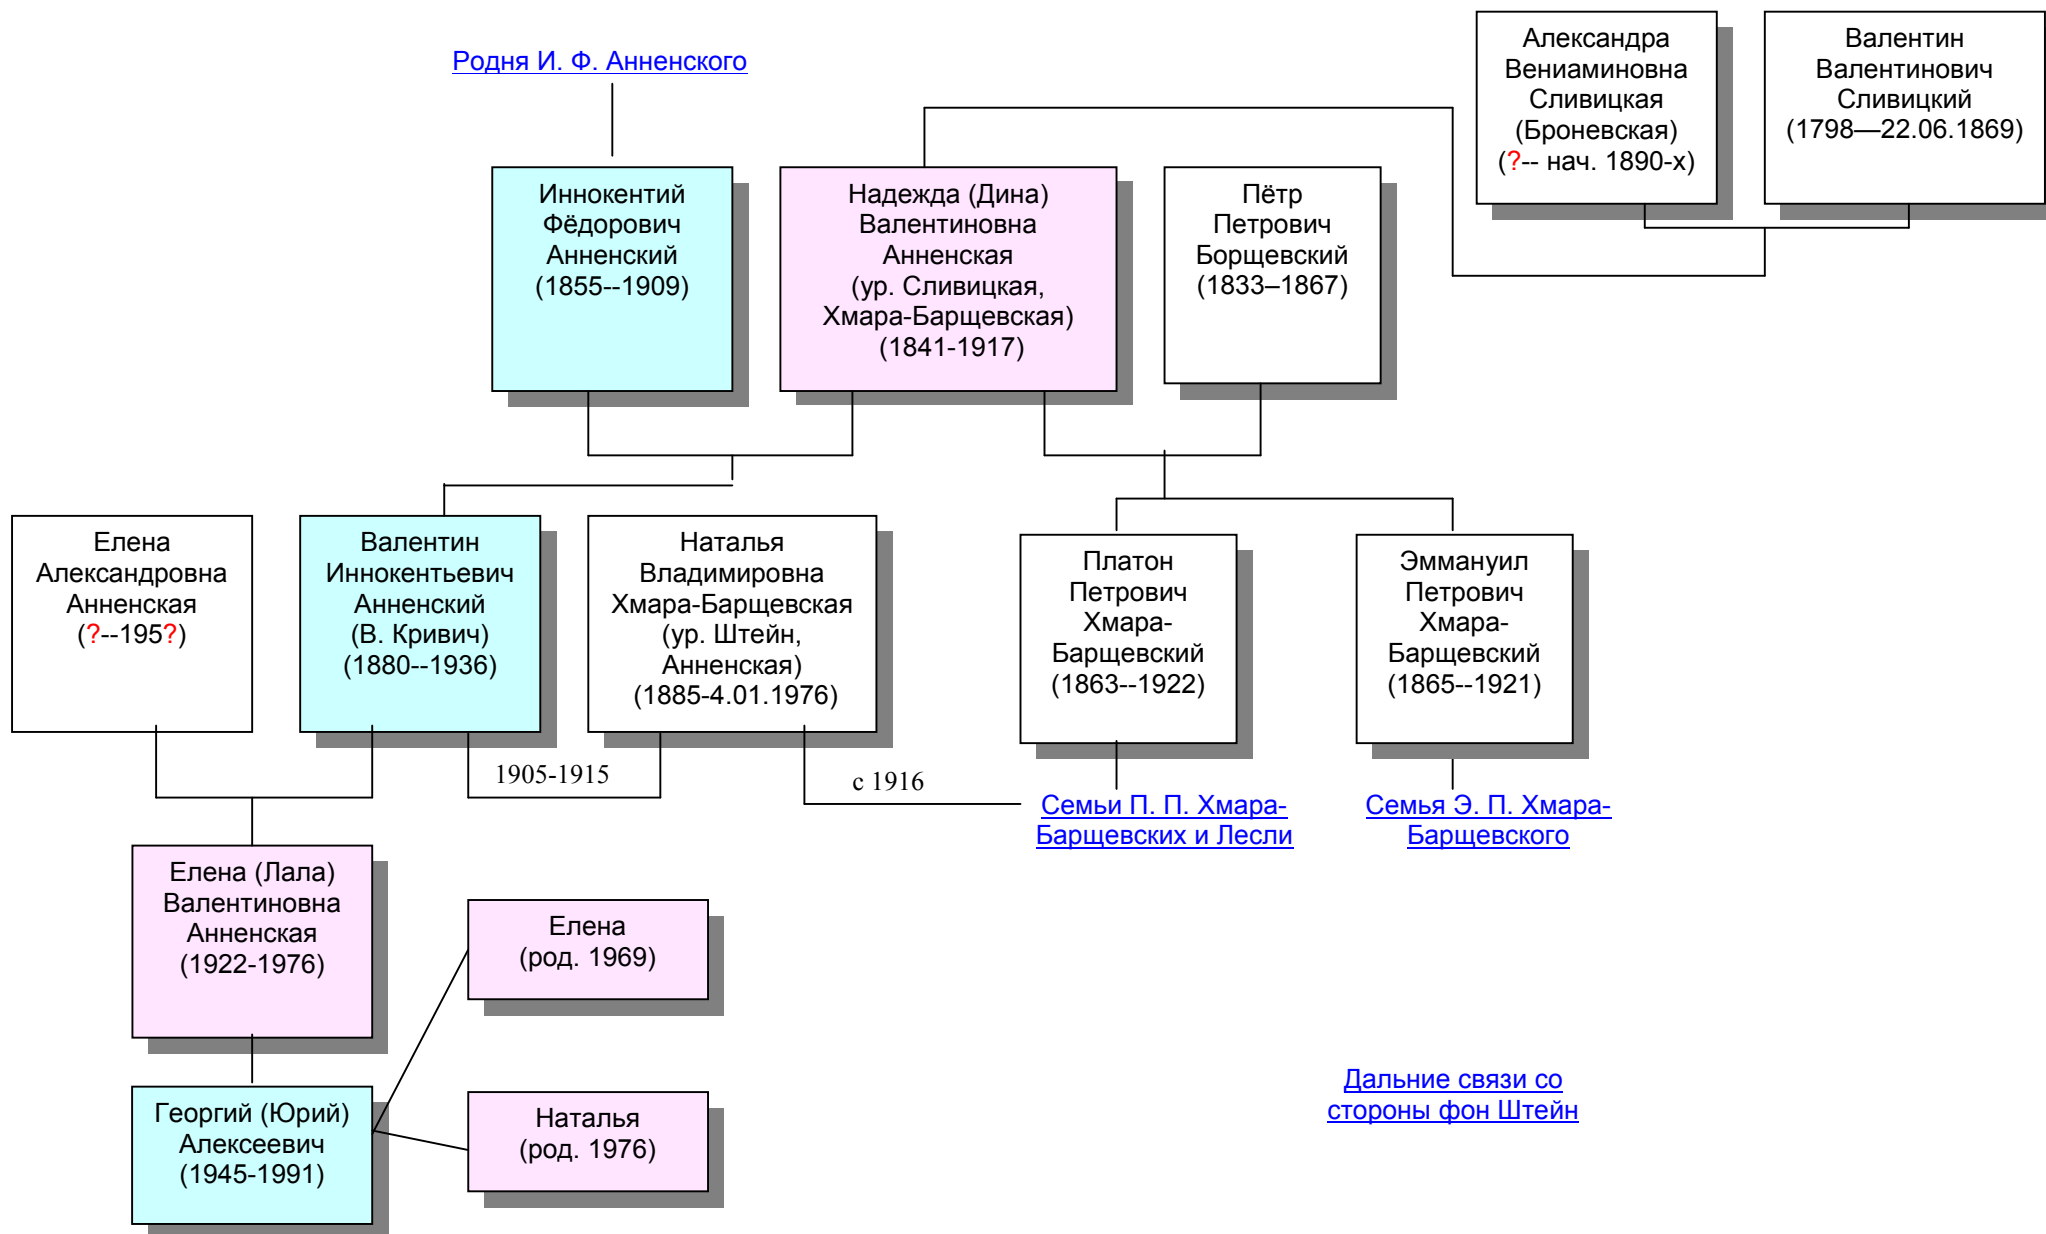 Родня И. Ф. Анненского
Александра
Вениаминовна
Сливицкая
(Броневская)
(?-- нач. 1890-х)
Валентин
Валентинович
Сливицкий
(1798—22.06.1869)
Иннокентий
Фёдорович
Анненский
(1855--1909)
Надежда (Дина)
Валентиновна
Анненская
(ур. Сливицкая,
Хмара-Барщевская)
(1841-1917)
Пётр
Петрович
Борщевский
(1833–1867)
Елена
Александровна
Анненская
(?--195?)
Валентин
Иннокентьевич
Анненский
(В. Кривич)
(1880--1936)
Наталья
Владимировна
Хмара-Барщевская
(ур. Штейн,
Анненская)
(1885-4.01.1976)
Платон
Петрович
Хмара-
Барщевский
(1863--1922)
Эммануил
Петрович
Хмара-
Барщевский
(1865--1921)
1905-1915
с 1916
Семьи П. П. Хмара-
Барщевских и Лесли
Семья Э. П. Хмара-
Барщевского
Елена (Лала)
Валентиновна
Анненская
(1922-1976)
Елена
(род. 1969)
Георгий (Юрий)
Алексеевич
(1945-1991)
Наталья
(род. 1976)
Дальние связи со
стороны фон Штейн